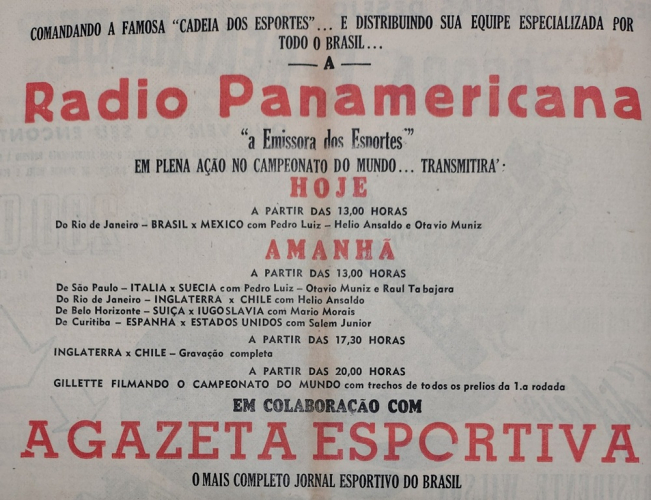 COMANDANDO A FAMOSA "CADEIA DOS ESPORTES"... E DISTRIBUINDO SUA EQUIPE ESPECIALIZADA POR
TODO O BRASIL...
— A —
Radio Panamericana
"a Emissora dos Esportes"
EM PLENA AÇÃO NO CAMPEONATO DO MUNDO... TRANSMITIRA':
HOJE
A PARTIR DAS 13,00 HORAS
Do Rio de Janeiro – BRASIL x MEXICO com Pedro Luiz – Helio Ansaldo e Otavio Muniz
AMANHÃ
A PARTIR DAS 13,00 HORAS
De São Paulo – ITALIA x SUECIA com Pedro Luiz – Otavio Muniz e Raul Tabajara
Do Rio de Janeiro – INGLATERRA x CHILE com Helio Ansaldo
De Belo Horizonte – SUIÇA x IUGOSLAVIA com Mario Morais
De Curitiba – ESPANHA x ESTADOS UNIDOS com Salem Junior
A PARTIR DAS 17,30 HORAS
INGLATERRA x CHILE – Gravação completa
A PARTIR DAS 20,00 HORAS
GILLETTE FILMANDO O CAMPEONATO DO MUNDO com trechos de todos os prelios da 1.a rodada
EM COLABORAÇÃO COM
A GAZETA ESPORTIVA
O MAIS COMPLETO JORNAL ESPORTIVO DO BRASIL